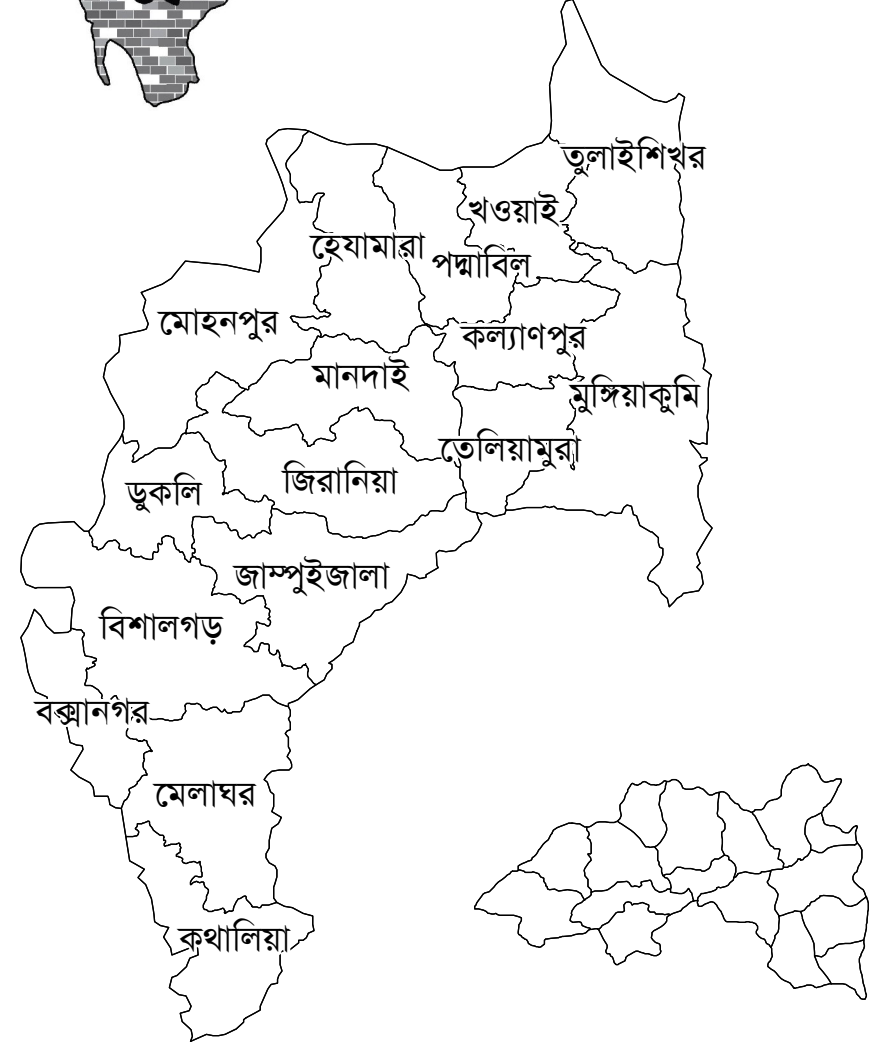 তুলাইশিখর
খওয়াই
হেযামারা
পদ্মাবিল
মোহনপুর
কল্যাণপুর
মানদাই
মুঙ্গিয়াকুমি
তেলিয়ামুরা
জিরানিয়া
ডুকলি
জাম্পুইজালা
বিশালগড়
বক্সানগর
মেলাঘর
কথালিয়া